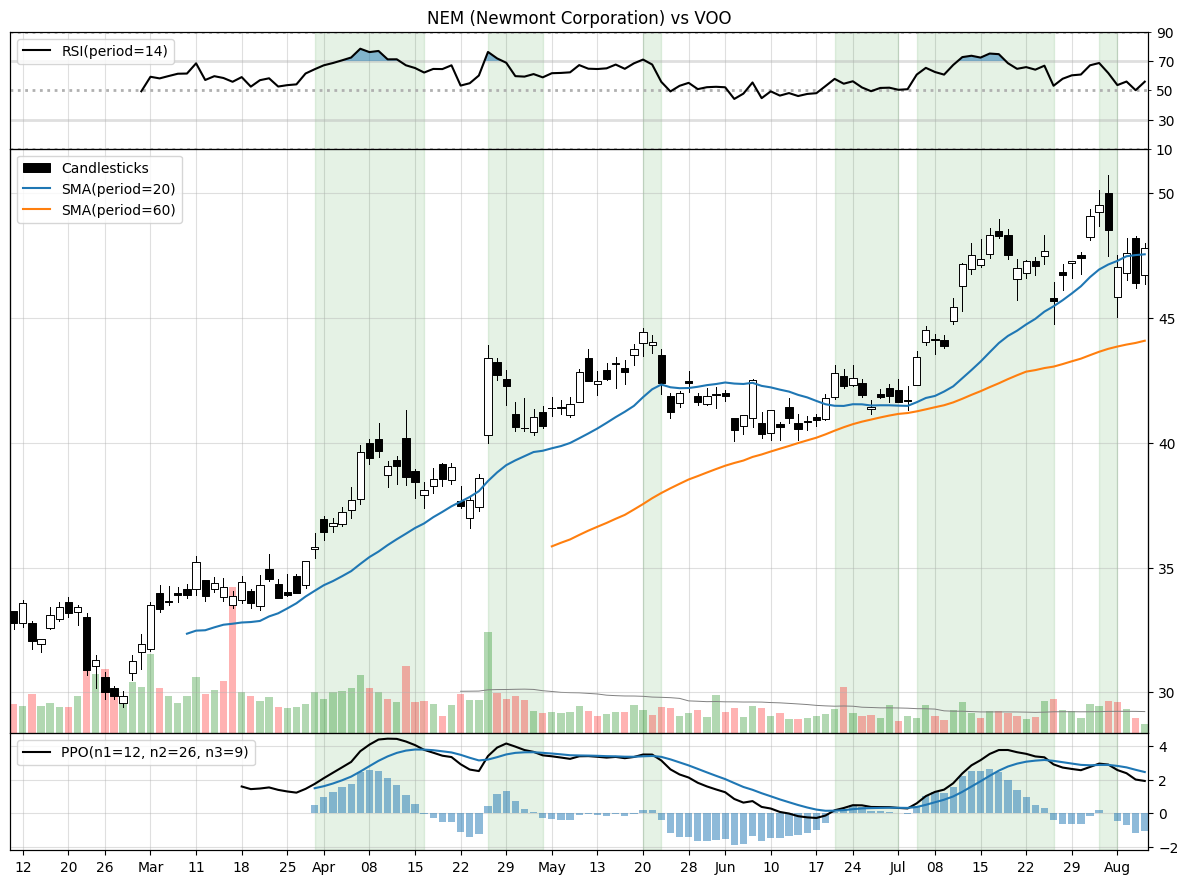 NEM (Newmont Corporation) vs VOO
RSI(period=14)
90
70
50
30
10
Candlesticks
SMA(period=20)
SMA(period=60)
50
45
40
35
30
PPO(n1=12, n2=26, n3=9)
4
2
0
−2
12 20 26 Mar 11 18 25 Apr 08 15 22 29 May 13 20 28 Jun 10 17 24 Jul 08 15 22 29 Aug